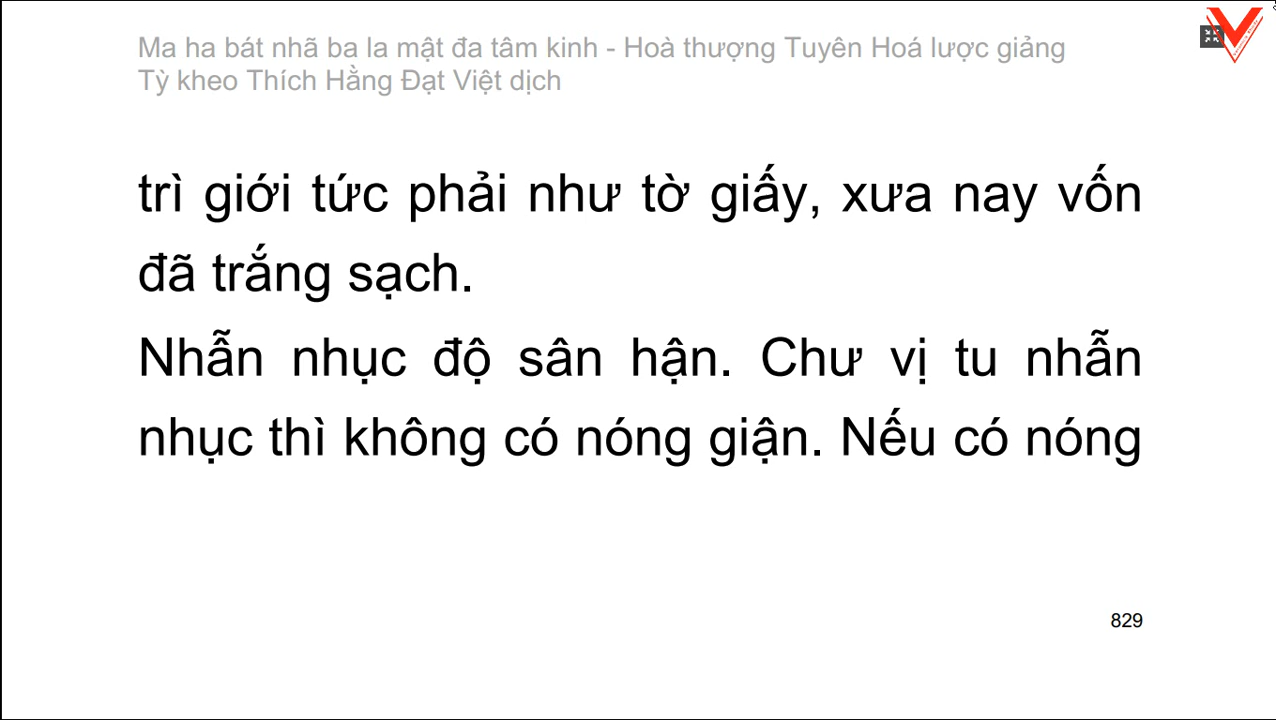 Ma ha bát nhã ba la mật đa tâm kinh - Hoà thượng Tuyên Hoá lược giảng
Tỳ kheo Thích Hằng Đạt Việt dịch
trì giới tức phải như tờ giấy, xưa nay vốn
đã trắng sạch.
Nhẫn nhục độ sân hận. Chư vị tu nhẫn
nhục thì không có nóng giận. Nếu có nóng
829